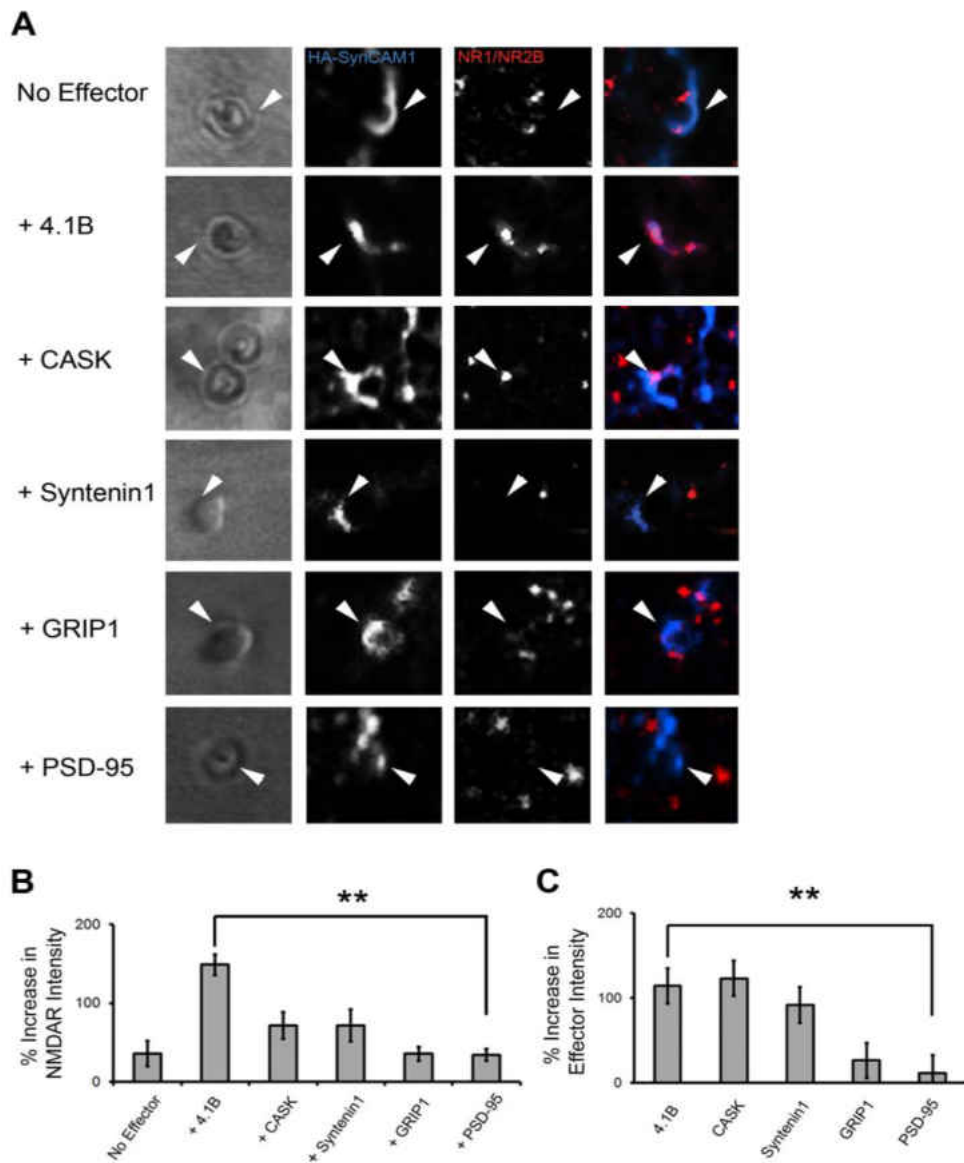 A
HA-SynCAM1 NR1/NR2B
No Effector
+ 4.1B
+ CASK
+ Syntenin1
+ GRIP1
+ PSD-95
B
**
% Increase in
NMDAR Intensity
200
100
0
No Effector
+ 4.1B
+ CASK
+ Syntenin1
+ GRIP1
+ PSD-95
C
**
% Increase in
Effector Intensity
200
100
0
4.1B
CASK
Syntenin1
GRIP1
PSD-95